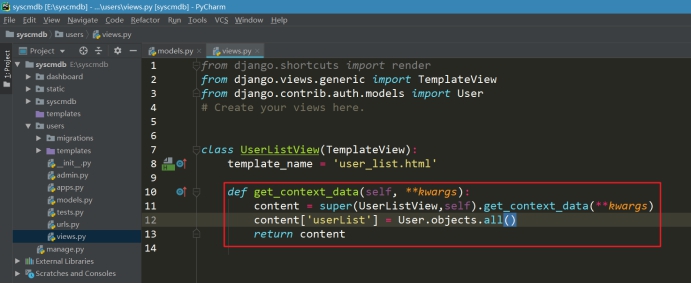 syscmdb [E:\syscmdb] - ...\users\views.py [syscmdb] - PyCharm
File Edit View Navigate Code Refactor Run Tools VCS Window Help
syscmdb users views.py
Project
models.py views.py
1: Project
syscmdb E:\syscmdb
dashboard
static
syscmdb
templates
users
migrations
templates
__init__.py
admin.py
apps.py
models.py
tests.py
urls.py
views.py
manage.py
External Libraries
Scratches and Consoles
1 from django.shortcuts import render
2 from django.views.generic import TemplateView
3 from django.contrib.auth.models import User
4 # Create your views here.
5
6
7 class UserListView(TemplateView):
8 template_name = 'user_list.html'
9
10 def get_context_data(self, **kwargs):
11 content = super(UserListView,self).get_context_data(**kwargs)
12 content['userList'] = User.objects.all()
13 return content
14